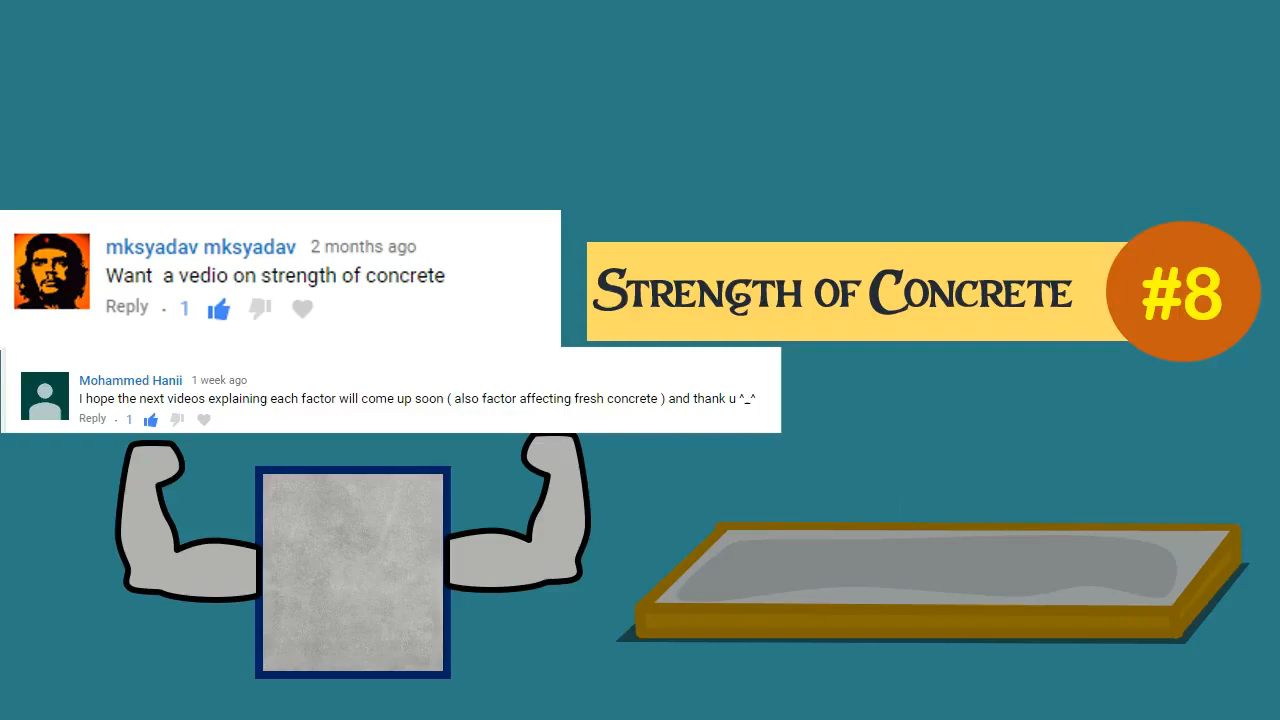 mksyadav mksyadav 2 months ago
Want a vedio on strength of concrete
Reply . 1
STRENGTH OF CONCRETE
#8
Mohammed Hanii 1 week ago
I hope the next videos explaining each factor will come up soon ( also factor affecting fresh concrete ) and thank u ^_^
Reply . 1